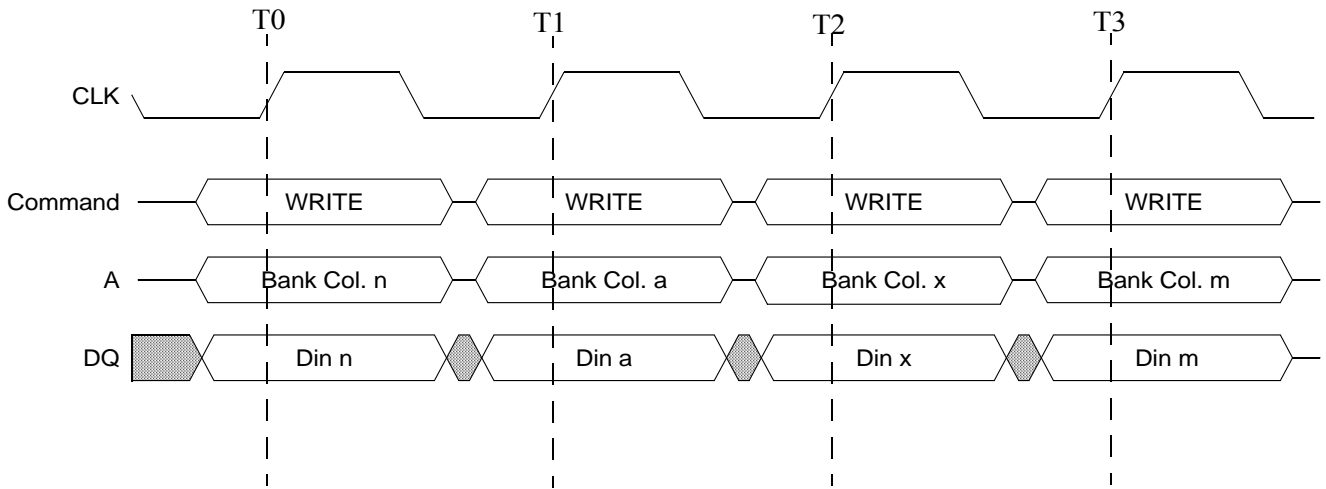 T0 T1 T2 T3
CLK
Command WRITE WRITE WRITE WRITE
A Bank Col. n Bank Col. a Bank Col. x Bank Col. m
DQ Din n Din a Din x Din m